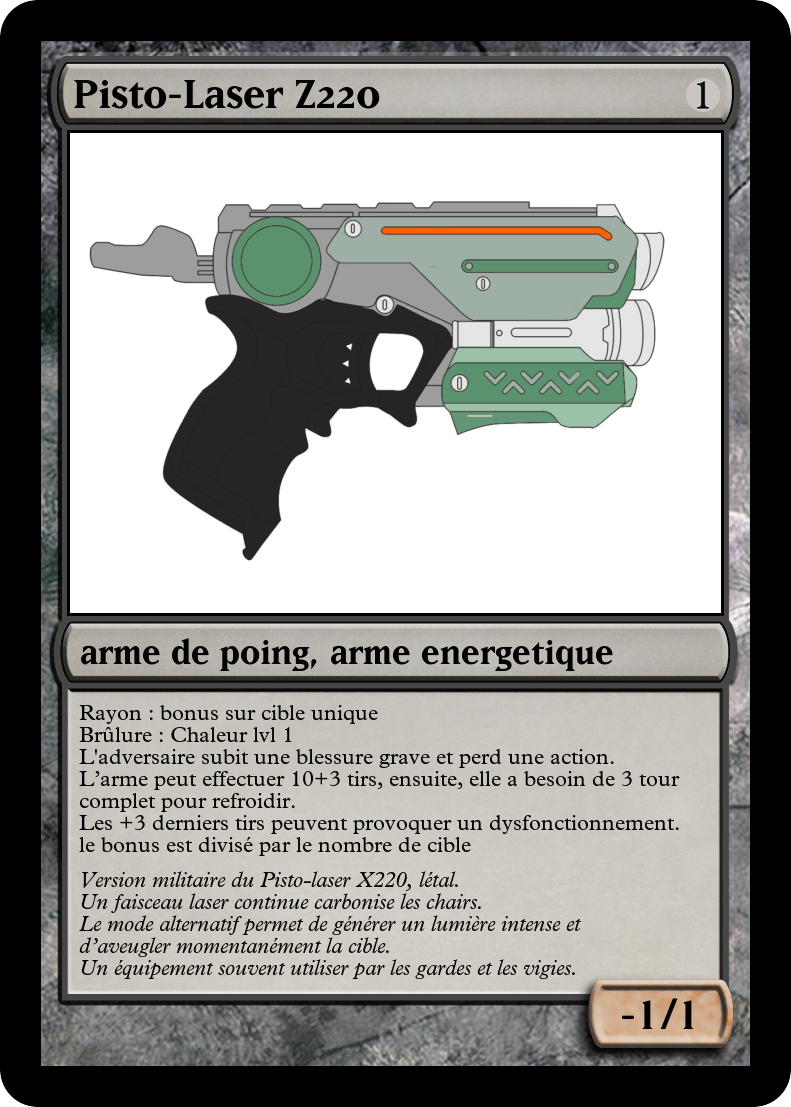 Pisto-Laser Z220
1
arme de poing, arme energetique
Rayon : bonus sur cible unique
Brûlure : Chaleur lvl 1
L'adversaire subit une blessure grave et perd une action.
L’arme peut effectuer 10+3 tirs, ensuite, elle a besoin de 3 tour
complet pour refroidir.
Les +3 derniers tirs peuvent provoquer un dysfonctionnement.
le bonus est divisé par le nombre de cible
Version militaire du Pisto-laser X220, létal.
Un faisceau laser continue carbonise les chairs.
Le mode alternatif permet de générer un lumière intense et
d’aveugler momentanément la cible.
Un équipement souvent utiliser par les gardes et les vigies.
-1/1